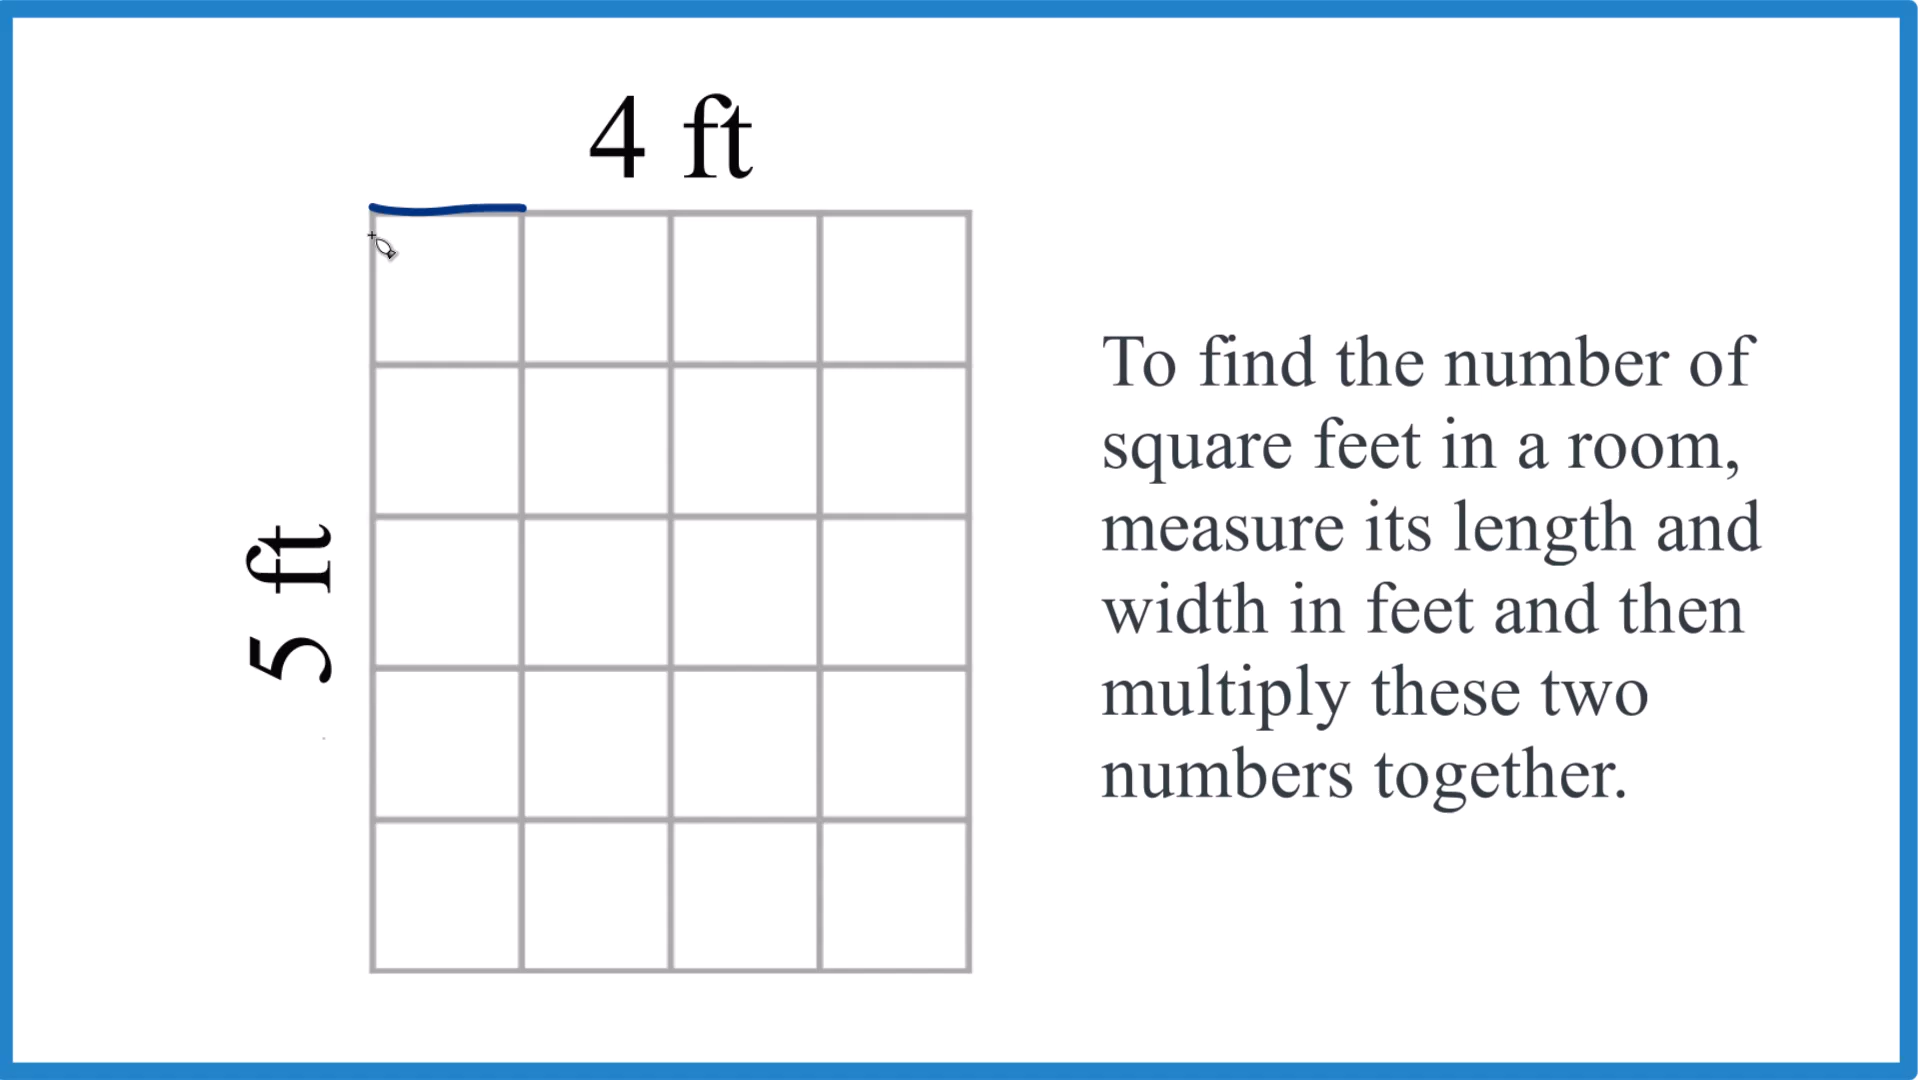 4 ft
5 ft
To find the number of
square feet in a room,
measure its length and
width in feet and then
multiply these two
numbers together.